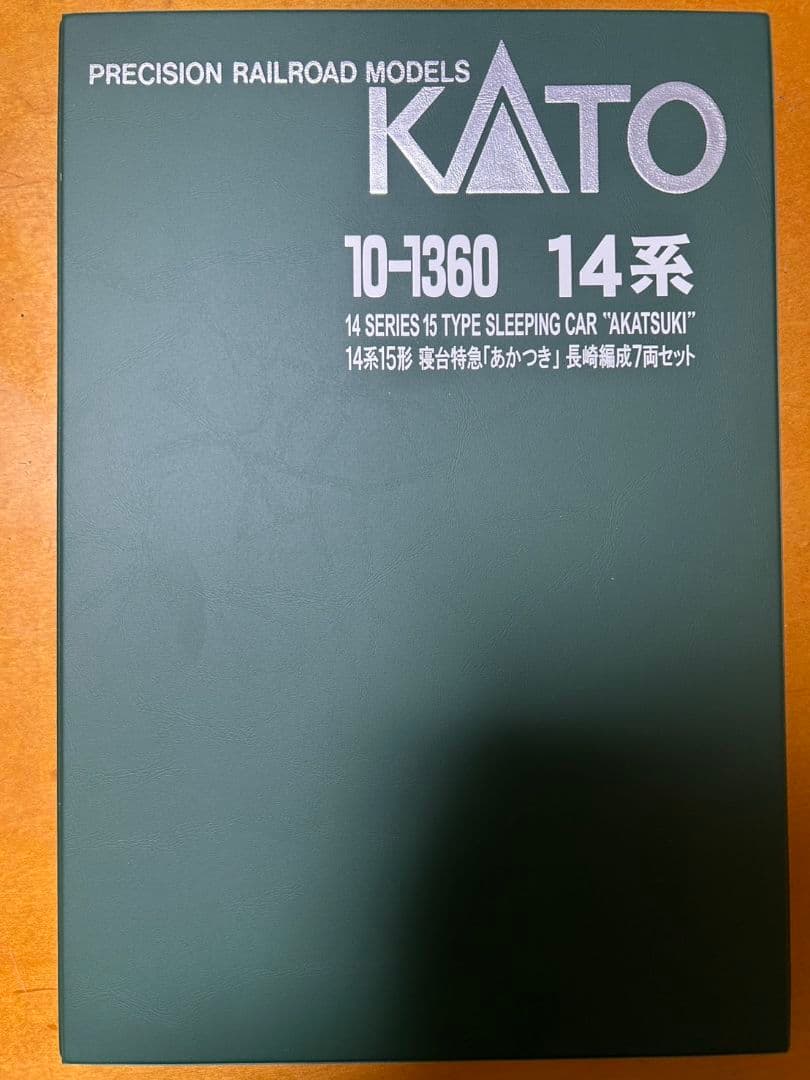 PRECISION RAILROAD MODELS
KATO
10-1360 14系
14 SERIES 15 TYPE SLEEPING CAR "AKATSUKI"
14系15形 寝台特急「あかつき」長崎編成7両セット